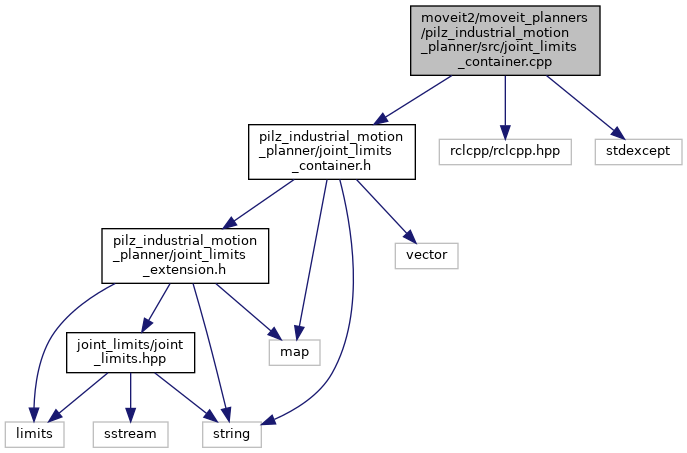 moveit2/moveit_planners
/pilz_industrial_motion
_planner/src/joint_limits
_container.cpp
pilz_industrial_motion
_planner/joint_limits
_container.h
rclcpp/rclcpp.hpp
stdexcept
pilz_industrial_motion
_planner/joint_limits
_extension.h
vector
joint_limits/joint
_limits.hpp
map
limits
sstream
string